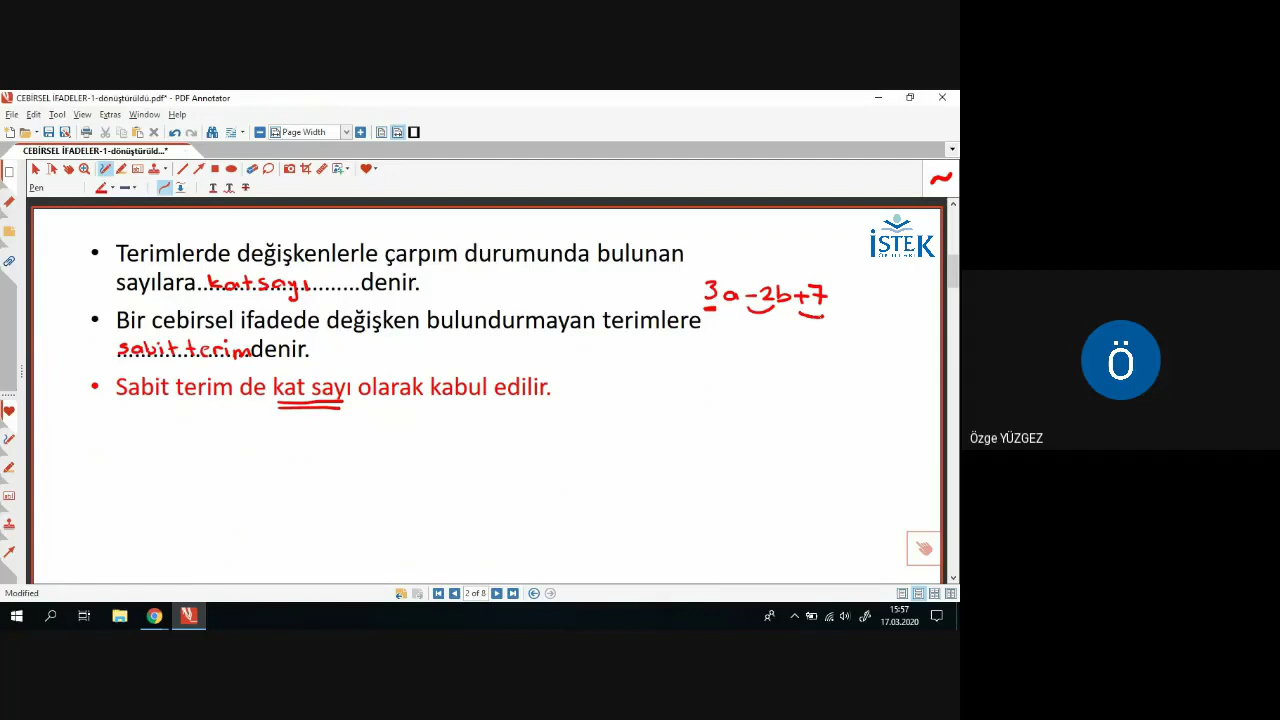 CEBİRSEL İFADELER-1-dönüştürüldü.pdf* - PDF Annotator
File Edit Tool View Extras Window Help
Page Width
CEBİRSEL İFADELER-1-dönüştürüld...*
Pen
İSTEK
• Terimlerde değişkenlerle çarpım durumunda bulunan
sayılara....katsayı....denir.
3a-2b+7
• Bir cebirsel ifadede değişken bulundurmayan terimlere
sabit terim denir.
• Sabit terim de kat sayı olarak kabul edilir.
Ö
Özge YÜZGEZ
Modified
2 of 8
15:57
17.03.2020